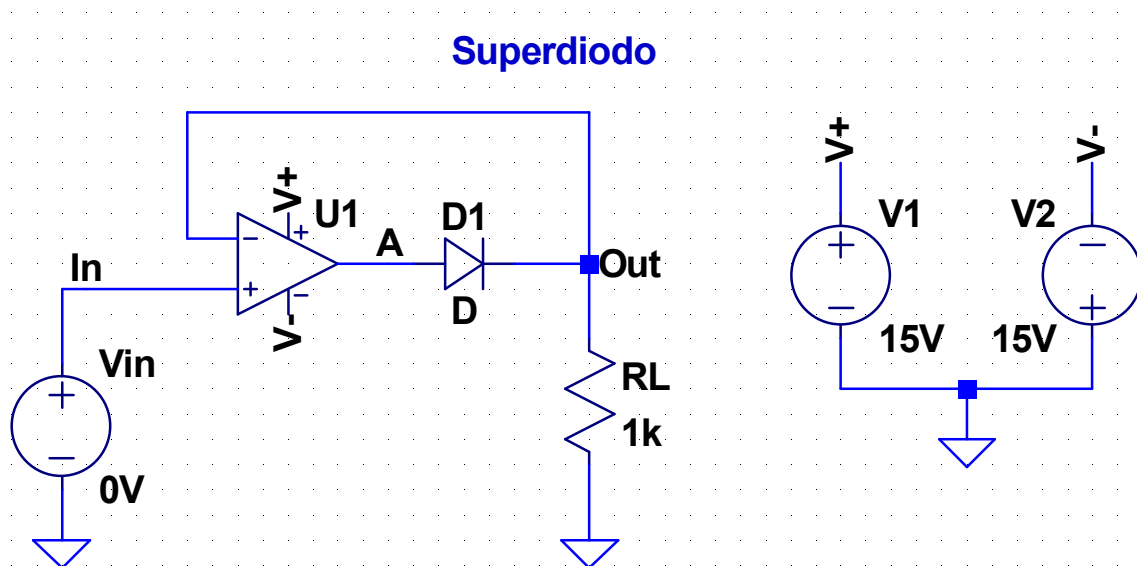 Superdiodo
V+
V-
V+
U1
A
D1
V1
V2
In
Out
D
V-
15V
15V
Vin
RL
1k
0V